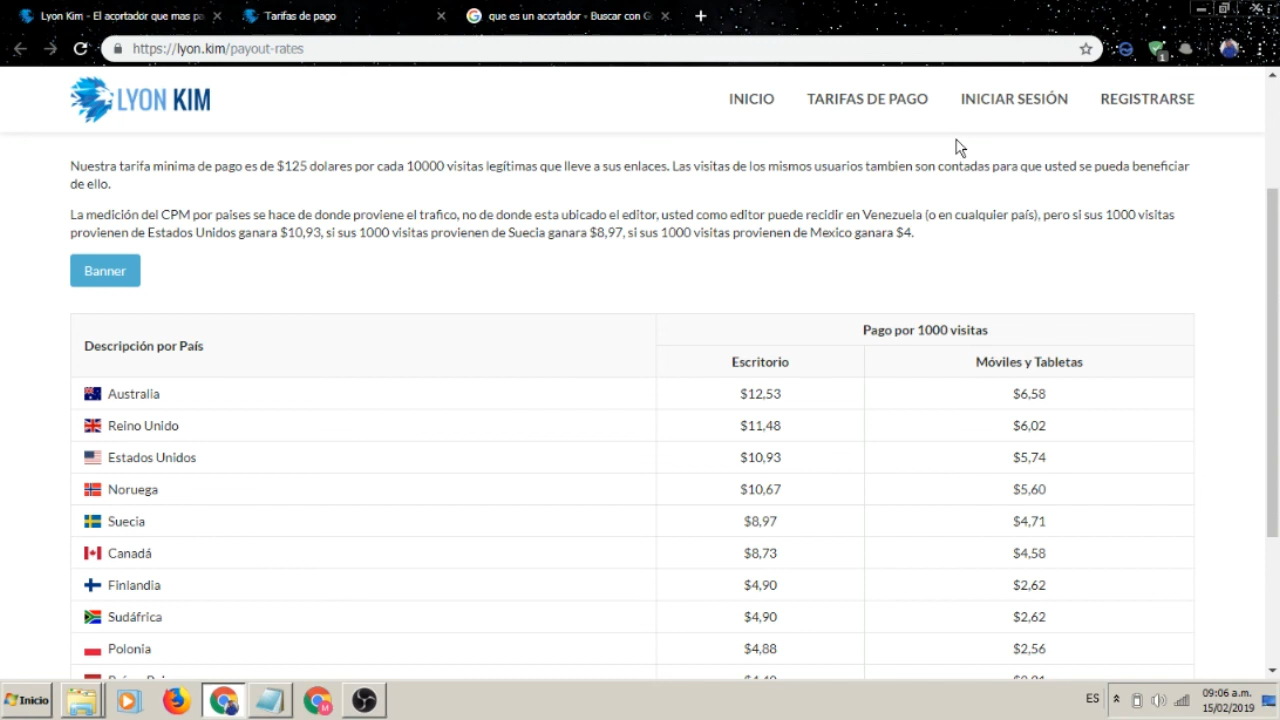 Lyon Kim - El acortador que mas pa
Tarifas de pago
que es un acortador - Buscar con G
https://lyon.kim/payout-rates
LYON KIM
INICIO
TARIFAS DE PAGO
INICIAR SESIÓN
REGISTRARSE
Nuestra tarifa minima de pago es de $125 dolares por cada 10000 visitas legítimas que lleve a sus enlaces. Las visitas de los mismos usuarios tambien son contadas para que usted se pueda beneficiar
de ello.
La medición del CPM por paises se hace de donde proviene el trafico, no de donde esta ubicado el editor, usted como editor puede recidir en Venezuela (o en cualquier país), pero si sus 1000 visitas
provienen de Estados Unidos ganara $10,93, si sus 1000 visitas provienen de Suecia ganara $8,97, si sus 1000 visitas provienen de Mexico ganara $4.
Banner
Descripción por País
Pago por 1000 visitas
Escritorio
Móviles y Tabletas
Australia $12,53 $6,58
Reino Unido $11,48 $6,02
Estados Unidos $10,93 $5,74
Noruega $10,67 $5,60
Suecia $8,97 $4,71
Canadá $8,73 $4,58
Finlandia $4,90 $2,62
Sudáfrica $4,90 $2,62
Polonia $4,88 $2,56
Inicio
ES
09:06 a.m.
15/02/2019